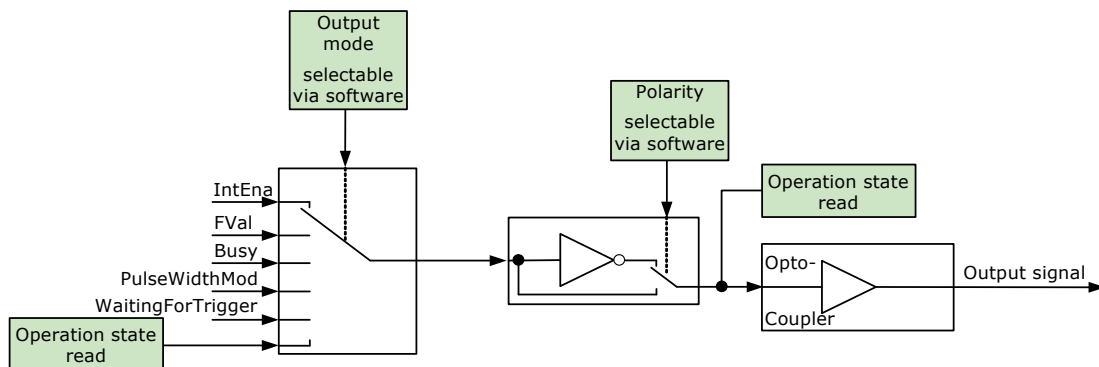 Output
mode
selectable
via software
Polarity
selectable
via software
IntEna
FVal
Busy
PulseWidthMod
WaitingForTrigger
Operation state
read
Operation state
read
Opto-
Coupler
Output signal